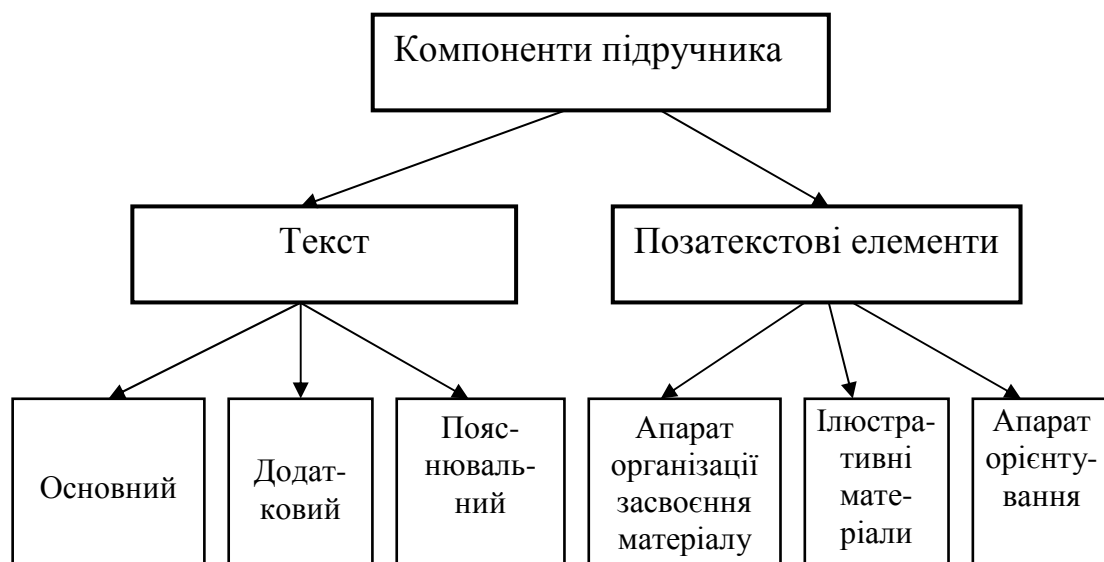 Компоненти підручника
Текст
Позатекстові елементи
Основний
Додат-
ковий
Пояс-
нюваль-
ний
Апарат
організації
засвоєння
матеріалу
Ілюстра-
тивні
мате-
ріали
Апарат
орієнту-
вання